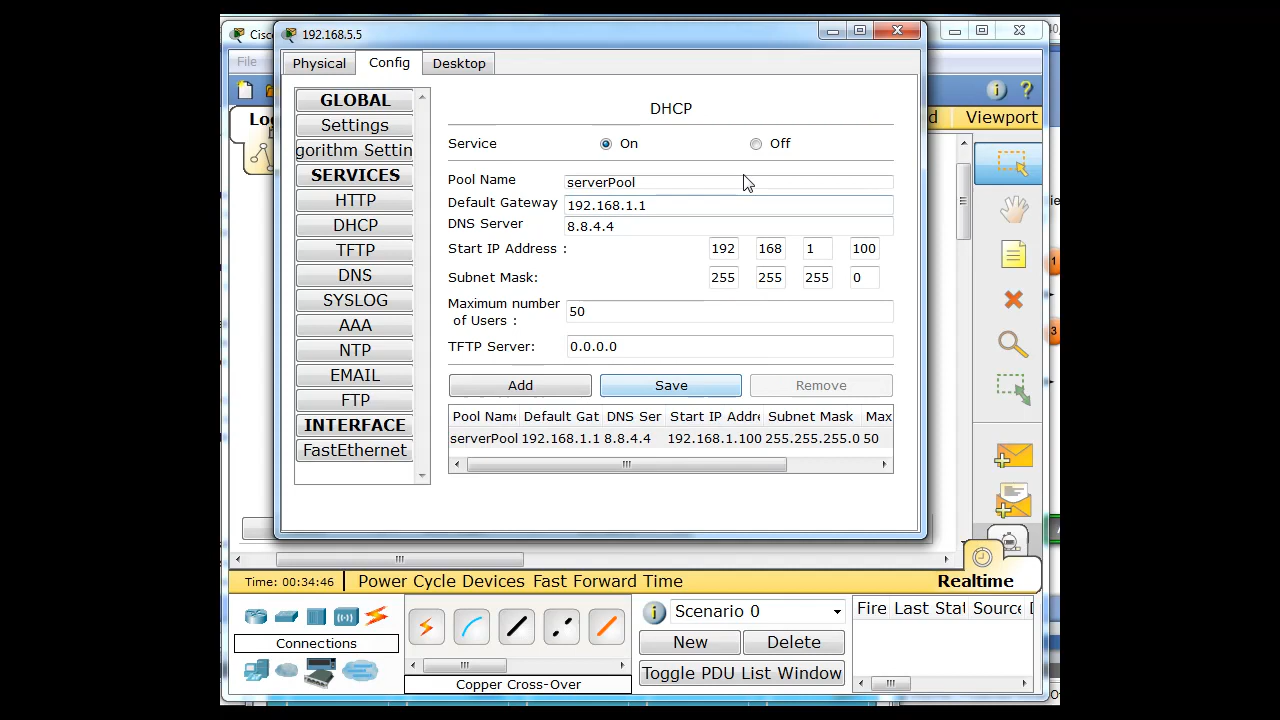 Cisc
192.168.5.5
File
Physical
Config
Desktop
GLOBAL
Settings
gorithm Settin
SERVICES
HTTP
DHCP
TFTP
DNS
SYSLOG
AAA
NTP
EMAIL
FTP
INTERFACE
FastEthernet
DHCP
Service
On
Off
Pool Name
serverPool
Default Gateway
192.168.1.1
DNS Server
8.8.4.4
Start IP Address :
192 168 1 100
Subnet Mask:
255 255 255 0
Maximum number
of Users :
50
TFTP Server:
0.0.0.0
Add
Save
Remove
Pool Name Default Gat DNS Ser Start IP Addre Subnet Mask Max
serverPool 192.168.1.1 8.8.4.4 192.168.1.100 255.255.255.0 50
Lo
d
Viewport
Time: 00:34:46
Power Cycle Devices Fast Forward Time
Realtime
Connections
Copper Cross-Over
Scenario 0
New
Delete
Toggle PDU List Window
Fire Last Stat Source